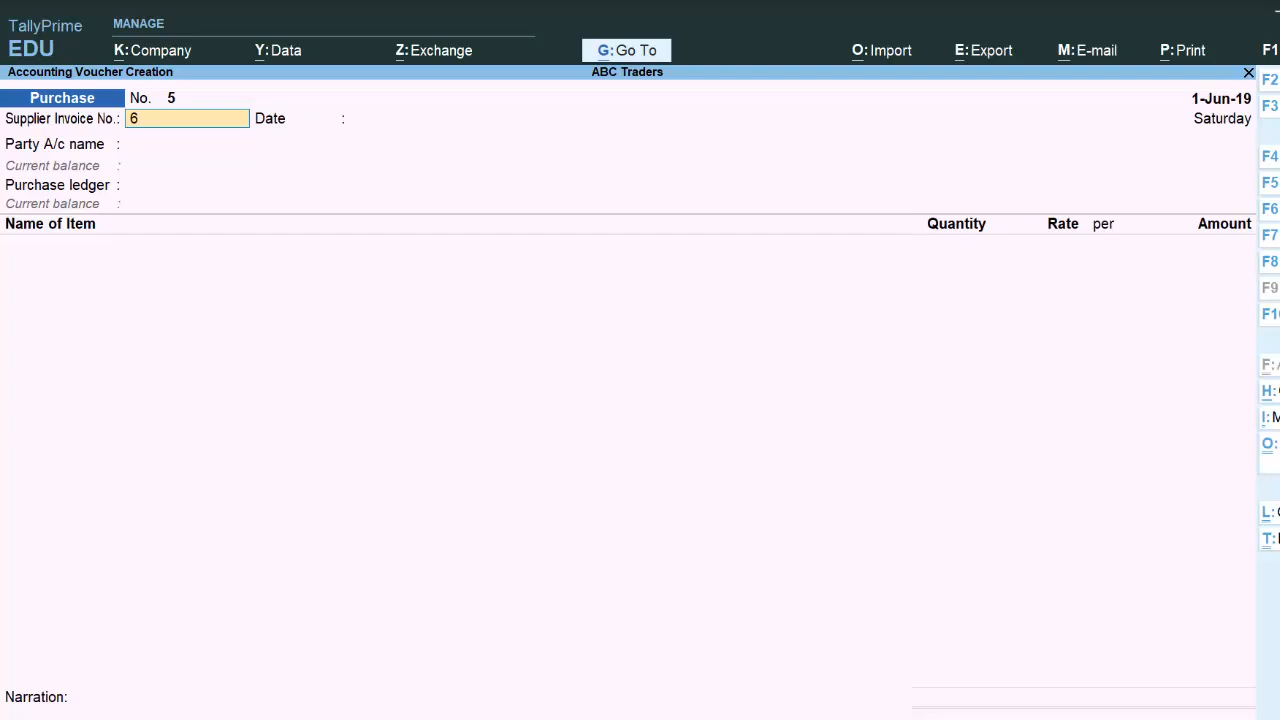 TallyPrime MANAGE
EDU K:Company Y:Data Z:Exchange G:Go To O:Import E:Export M:E-mail P:Print F1
Accounting Voucher Creation ABC Traders F2
Purchase No. 5 1-Jun-19 F3
Supplier Invoice No.: 6 Date : Saturday
Party A/c name : F4
Current balance :
Purchase ledger : F5
Current balance : F6
Name of Item Quantity Rate per Amount
F7
F8
F9
F10
F:
H:
I:M
O:
L:
T:
Narration: